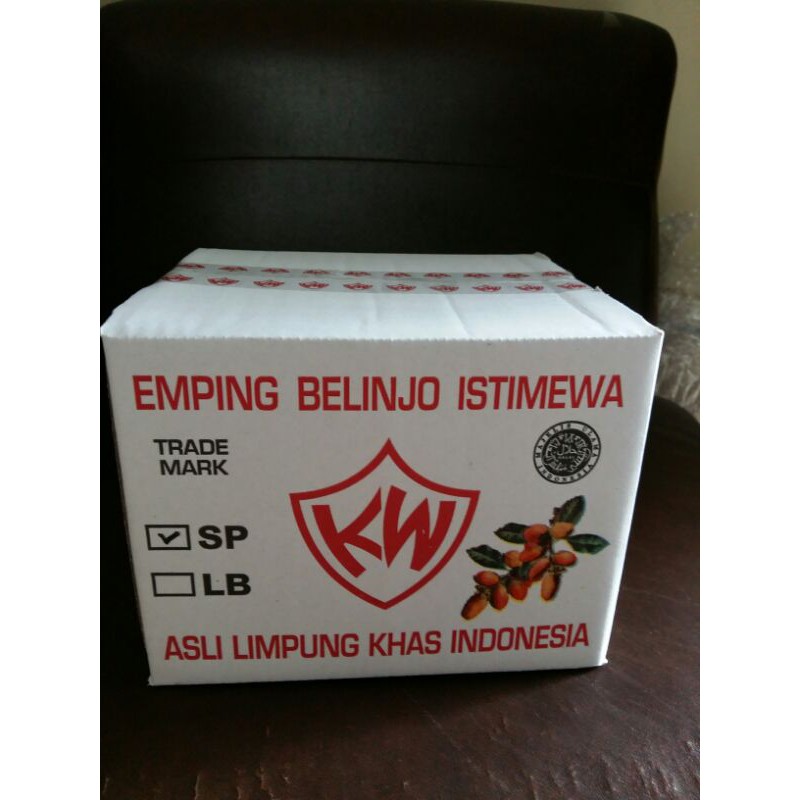 EMPING BELINJO ISTIMEWA
TRADE
MARK
KW
SP
LB
ASLI LIMPUNG KHAS INDONESIA